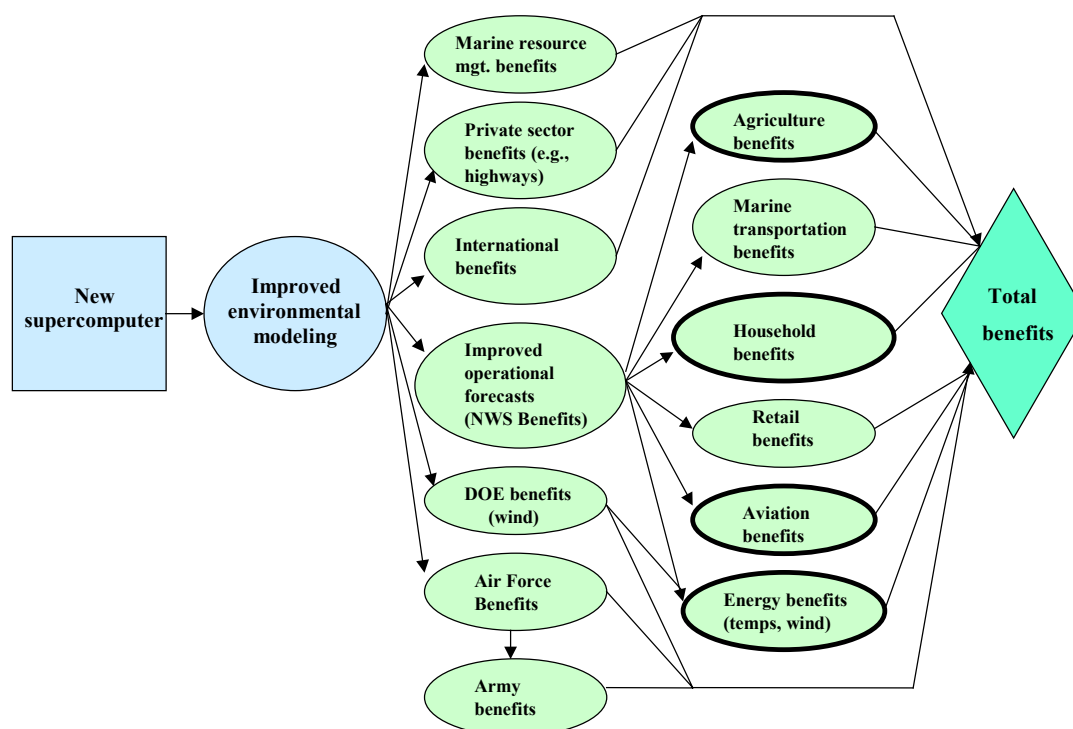 New
supercomputer
Improved
environmental
modeling
Marine resource
mgt. benefits
Private sector
benefits (e.g.,
highways)
International
benefits
Improved
operational
forecasts
(NWS Benefits)
DOE benefits
(wind)
Air Force
Benefits
Army
benefits
Agriculture
benefits
Marine
transportation
benefits
Household
benefits
Retail
benefits
Aviation
benefits
Energy benefits
(temps, wind)
Total
benefits